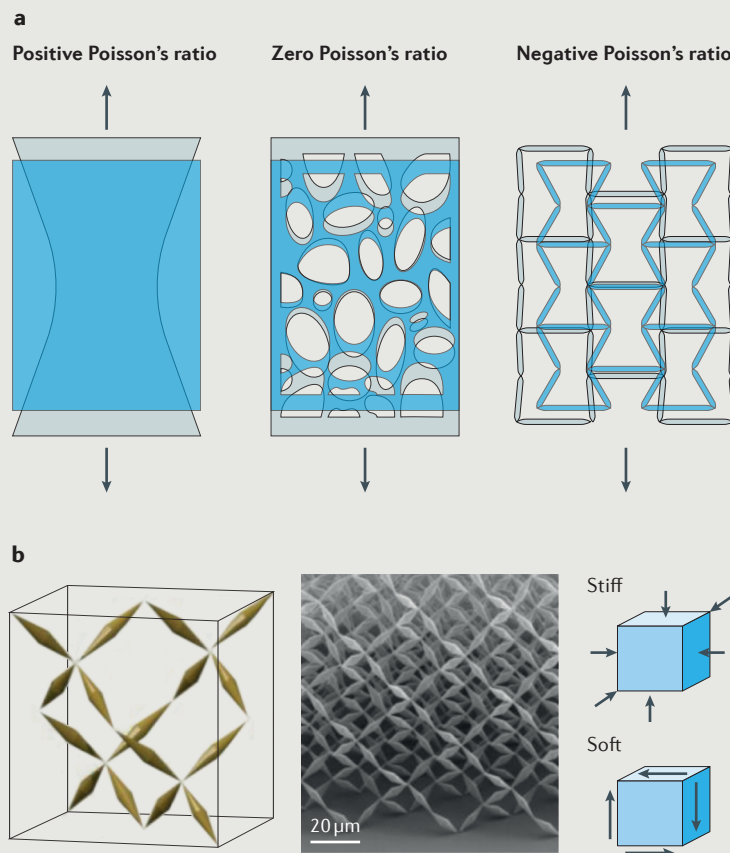 a
Positive Poisson's ratio
Zero Poisson's ratio
Negative Poisson's ratio
b
20 µm
Stiff
Soft